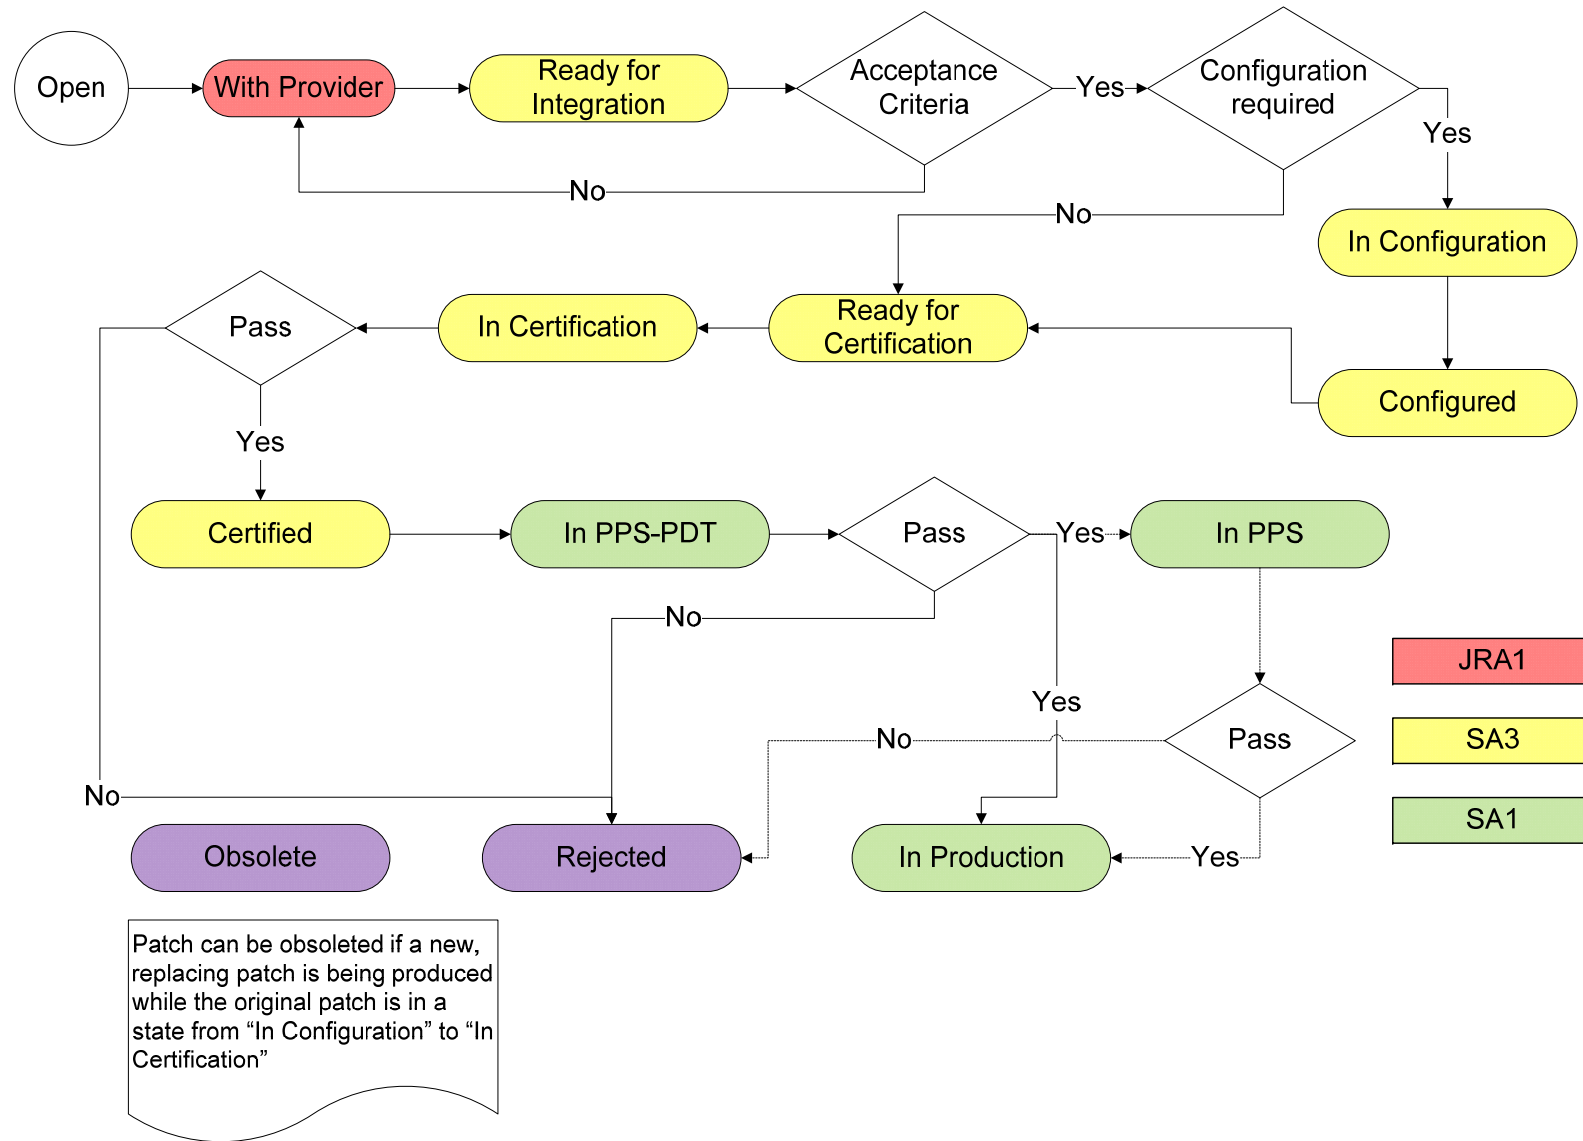 Open
With Provider
Ready for
Integration
Acceptance
Criteria
Yes
Configuration
required
Yes
No
No
In Configuration
Pass
In Certification
Ready for
Certification
Configured
Yes
Certified
In PPS-PDT
Pass
Yes
In PPS
No
JRA1
Yes
No
Pass
SA3
No
SA1
Obsolete
Rejected
In Production
Yes
Patch can be obsoleted if a new,
replacing patch is being produced
while the original patch is in a
state from “In Configuration” to “In
Certification”